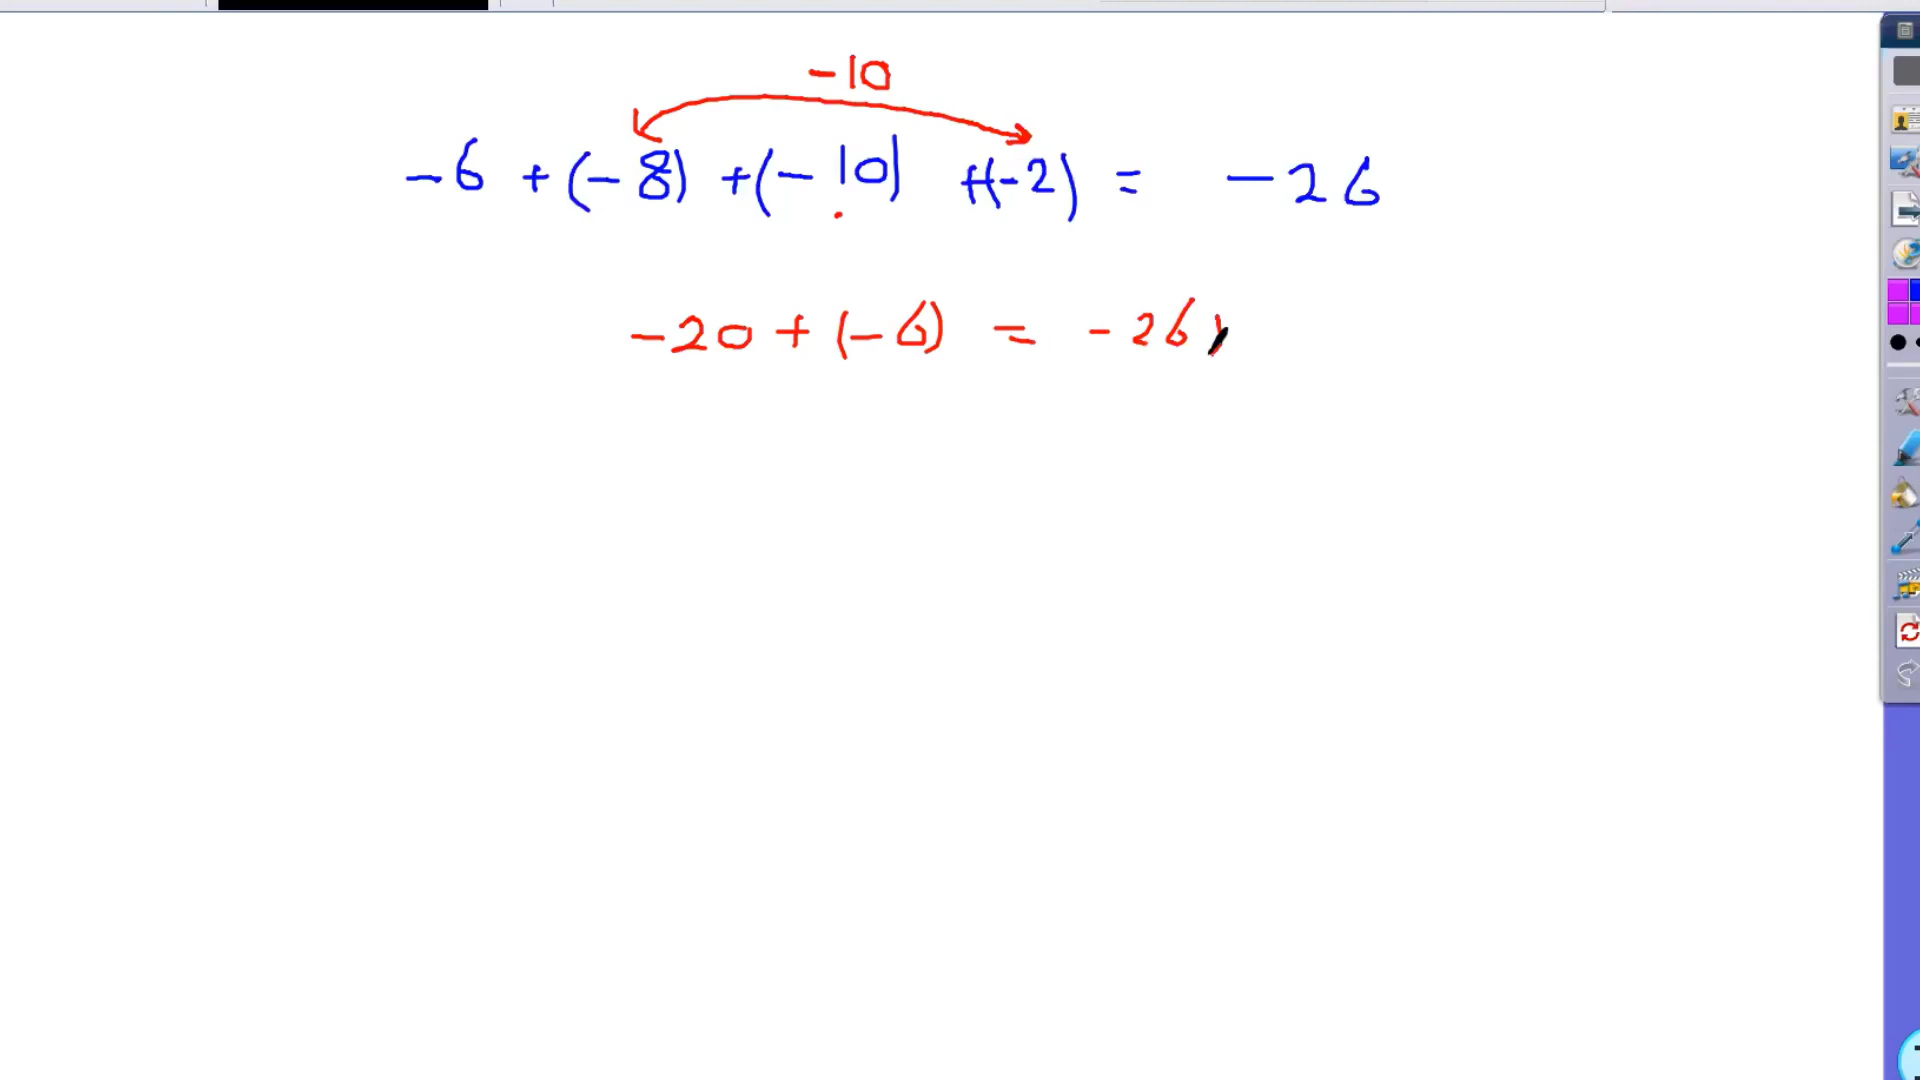 -10
-6 + (-8) + (-10) +(-2) = -26
-20 + (-6) = -26